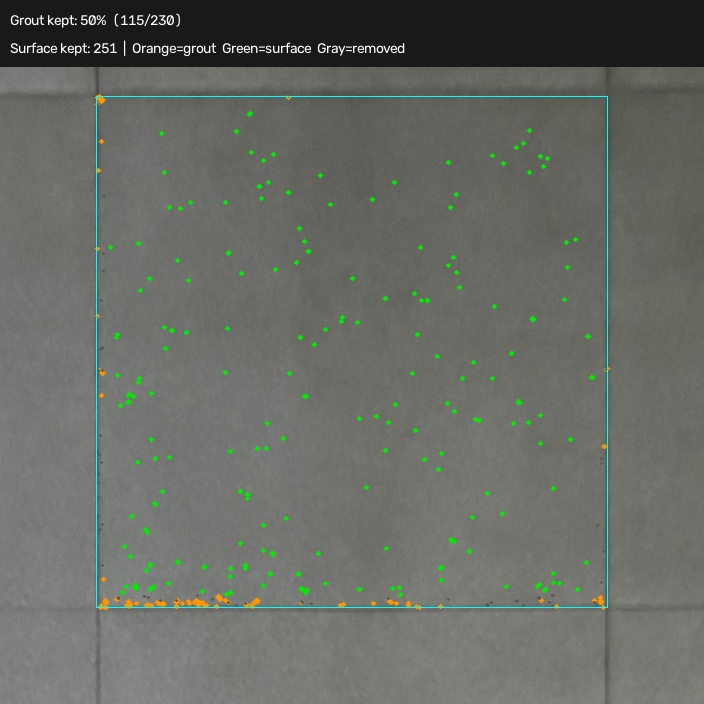 Grout kept: 50% (115/230)
Surface kept: 251 | Orange=grout Green=surface Gray=removed